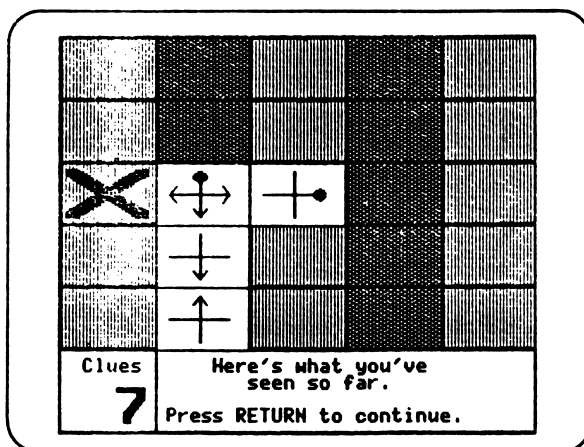 Clues
7
Here's what you've
seen so far.
Press RETURN to continue.